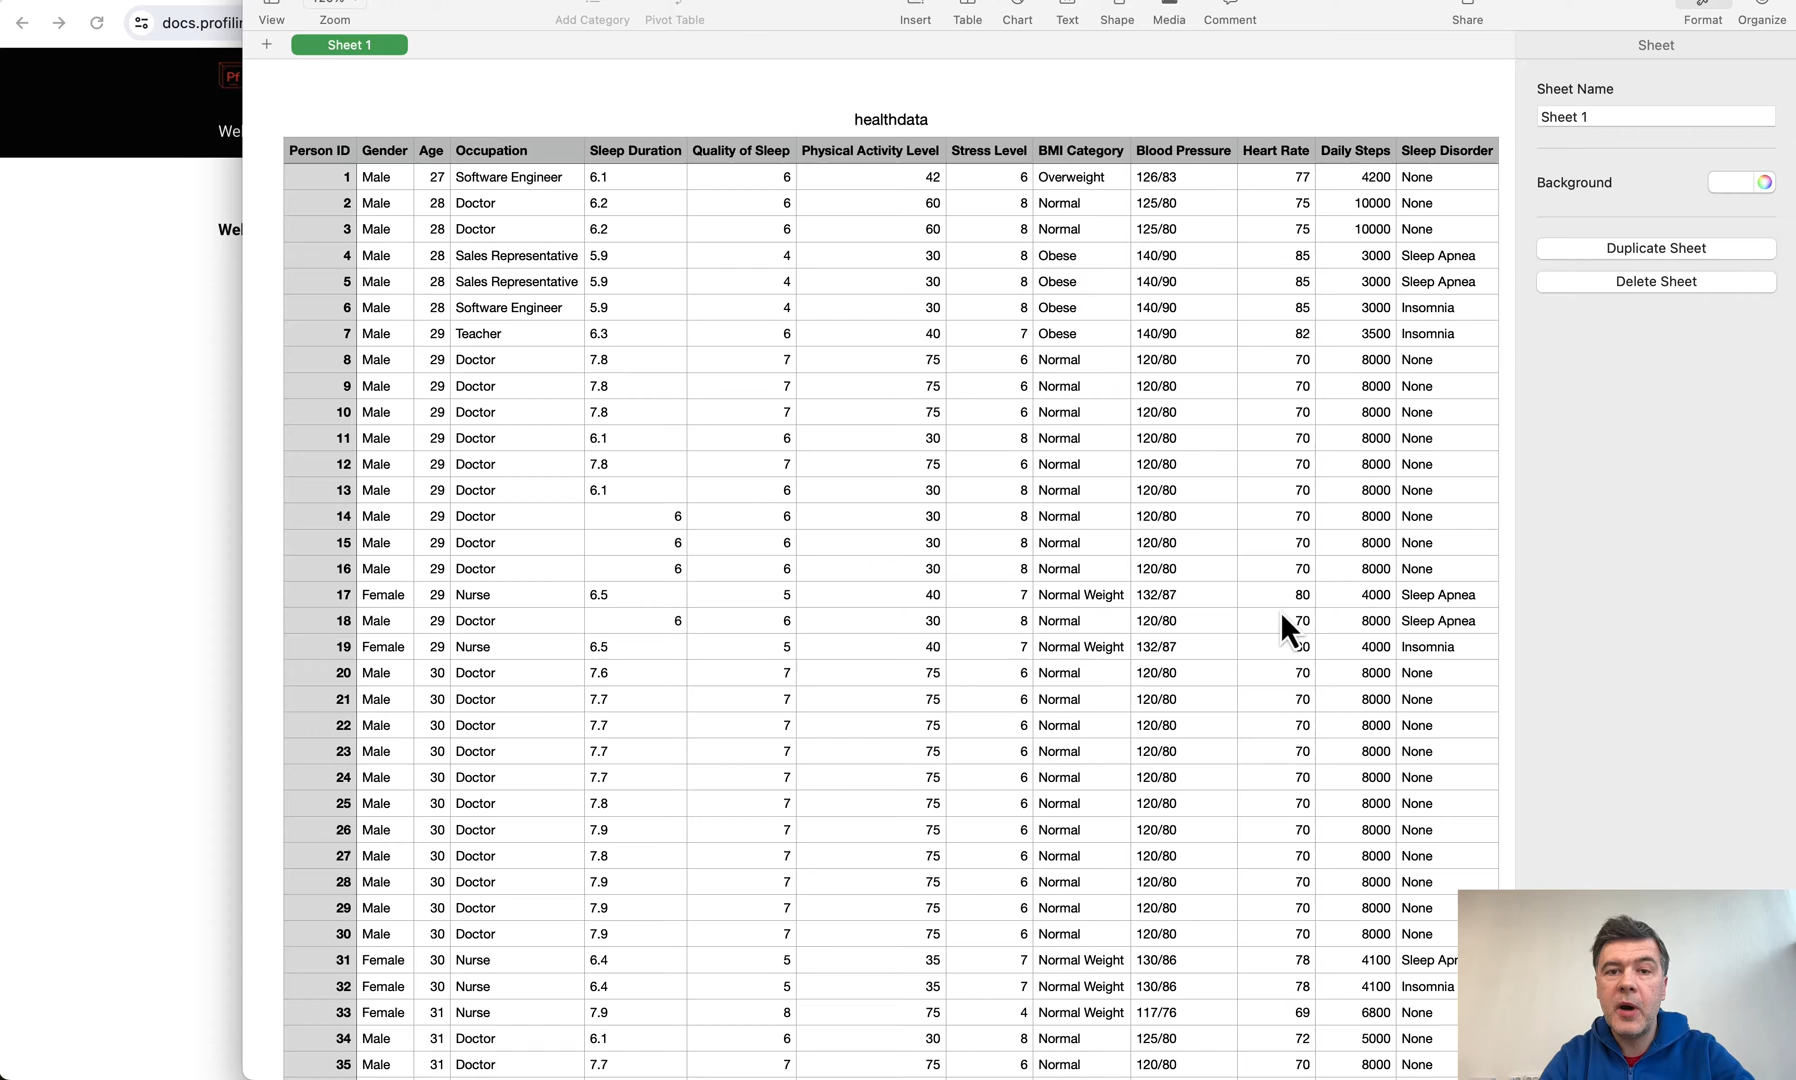 docs.profilin
View Zoom Add Category Pivot Table Insert Table Chart Text Shape Media Comment Share Format Organize
Sheet 1
Sheet
Pf
Wel
Wel
Sheet Name
Sheet 1
Background
Duplicate Sheet
Delete Sheet
healthdata
Person ID Gender Age Occupation Sleep Duration Quality of Sleep Physical Activity Level Stress Level BMI Category Blood Pressure Heart Rate Daily Steps Sleep Disorder
1 Male 27 Software Engineer 6.1 6 42 6 Overweight 126/83 77 4200 None
2 Male 28 Doctor 6.2 6 60 8 Normal 125/80 75 10000 None
3 Male 28 Doctor 6.2 6 60 8 Normal 125/80 75 10000 None
4 Male 28 Sales Representative 5.9 4 30 8 Obese 140/90 85 3000 Sleep Apnea
5 Male 28 Sales Representative 5.9 4 30 8 Obese 140/90 85 3000 Sleep Apnea
6 Male 28 Software Engineer 5.9 4 30 8 Obese 140/90 85 3000 Insomnia
7 Male 29 Teacher 6.3 6 40 7 Obese 140/90 82 3500 Insomnia
8 Male 29 Doctor 7.8 7 75 6 Normal 120/80 70 8000 None
9 Male 29 Doctor 7.8 7 75 6 Normal 120/80 70 8000 None
10 Male 29 Doctor 7.8 7 75 6 Normal 120/80 70 8000 None
11 Male 29 Doctor 6.1 6 30 8 Normal 120/80 70 8000 None
12 Male 29 Doctor 7.8 7 75 6 Normal 120/80 70 8000 None
13 Male 29 Doctor 6.1 6 30 8 Normal 120/80 70 8000 None
14 Male 29 Doctor 6 6 30 8 Normal 120/80 70 8000 None
15 Male 29 Doctor 6 6 30 8 Normal 120/80 70 8000 None
16 Male 29 Doctor 6 6 30 8 Normal 120/80 70 8000 None
17 Female 29 Nurse 6.5 5 40 7 Normal Weight 132/87 80 4000 Sleep Apnea
18 Male 29 Doctor 6 6 30 8 Normal 120/80 70 8000 Sleep Apnea
19 Female 29 Nurse 6.5 5 40 7 Normal Weight 132/87 4000 Insomnia
20 Male 30 Doctor 7.6 7 75 6 Normal 120/80 70 8000 None
21 Male 30 Doctor 7.7 7 75 6 Normal 120/80 70 8000 None
22 Male 30 Doctor 7.7 7 75 6 Normal 120/80 70 8000 None
23 Male 30 Doctor 7.7 7 75 6 Normal 120/80 70 8000 None
24 Male 30 Doctor 7.7 7 75 6 Normal 120/80 70 8000 None
25 Male 30 Doctor 7.8 7 75 6 Normal 120/80 70 8000 None
26 Male 30 Doctor 7.9 7 75 6 Normal 120/80 70 8000 None
27 Male 30 Doctor 7.8 7 75 6 Normal 120/80 70 8000 None
28 Male 30 Doctor 7.9 7 75 6 Normal 120/80 70 8000 None
29 Male 30 Doctor 7.9 7 75 6 Normal 120/80 70 8000 None
30 Male 30 Doctor 7.9 7 75 6 Normal 120/80 70 8000 None
31 Female 30 Nurse 6.4 5 35 7 Normal Weight 130/86 78 4100 Sleep Apn
32 Female 30 Nurse 6.4 5 35 7 Normal Weight 130/86 78 4100 Insomnia
33 Female 31 Nurse 7.9 8 75 4 Normal Weight 117/76 69 6800 None
34 Male 31 Doctor 6.1 6 30 8 Normal 125/80 72 5000 None
35 Male 31 Doctor 7.7 7 75 6 Normal 120/80 70 8000 None